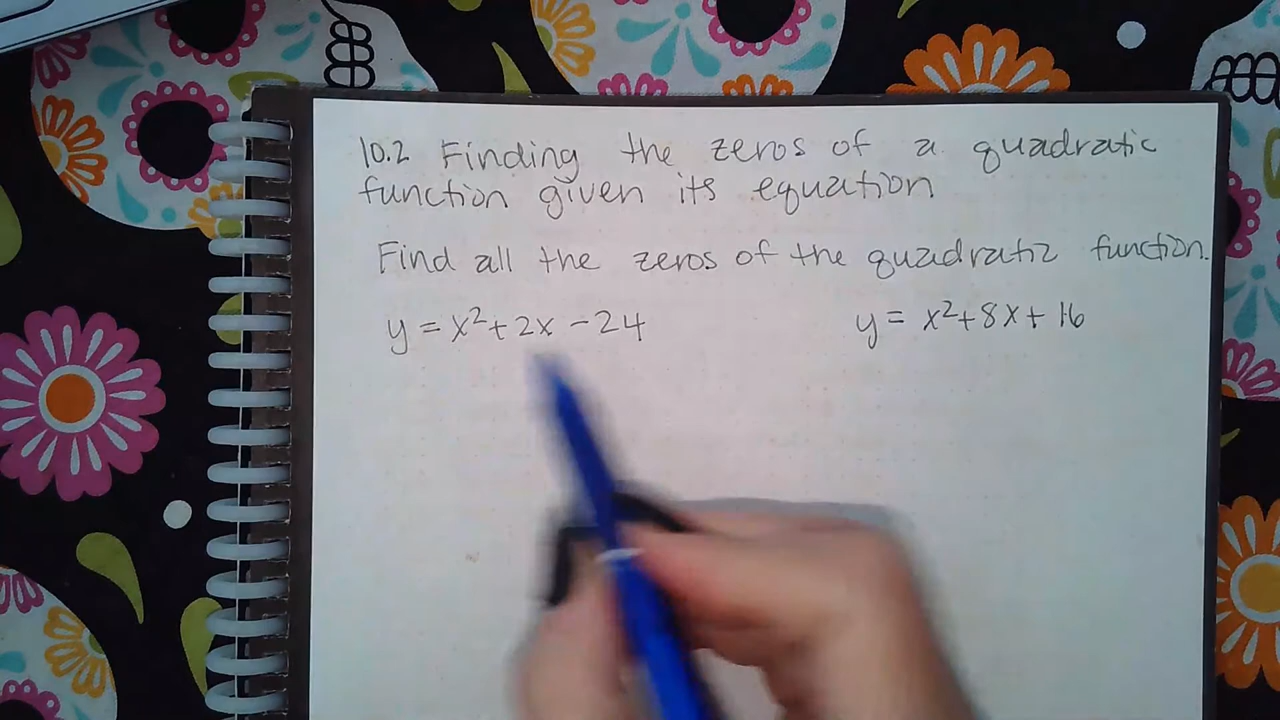 10.2 Finding the zeros of a quadratic
function given its equation
Find all the zeros of the quadratic function.
y = x²+2x -24
y = x²+8x+16